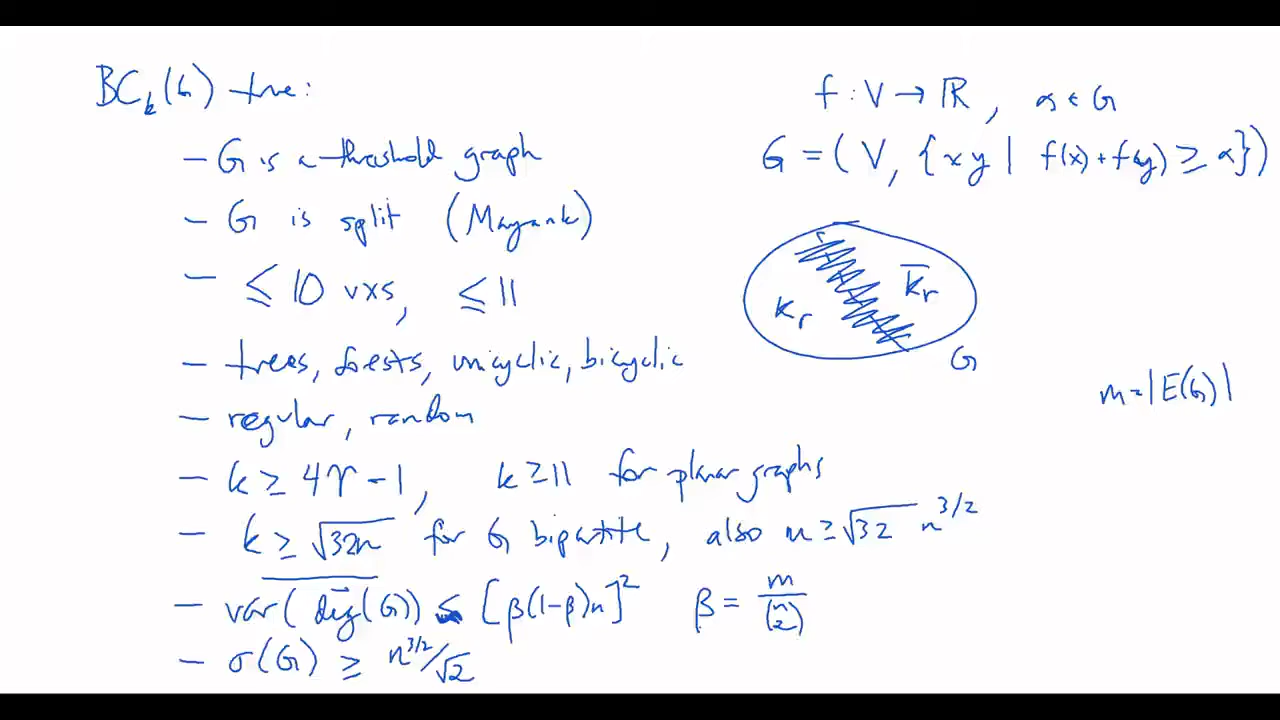 BC_k(G) true:
- G is a threshold graph
- G is split (Mayank)
- ≤ 10 vxs, ≤ 11
- trees, forests, unicyclic, bicyclic
- regular, random
- k ≥ 4Υ - 1, k ≥ 11 for planar graphs
- k ≥ √32n for G bipartite, also m ≥ √32 n^3/2
- var(deg(G)) ≤ [β(1-β)n]^2 β = m/(n 2)
- σ(G) ≥ n^3/2/√2
f : V → ℝ, α ∈ G
G = (V, {xy | f(x) + f(y) ≥ α})
K_r
K̅_r
G
m = |E(G)|